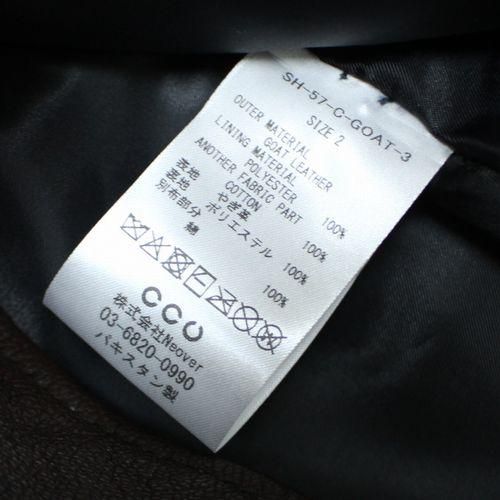 SH-57-C-GOAT-3
SIZE 2
OUTER MATERIAL
GOAT LEATHER
LINING MATERIAL
POLYESTER
ANOTHER FABRIC PART
COTTON
表地 やぎ革 100%
裏地 ポリエステル 100%
別布部分 100%
綿 100%
CCU
株式会社Neover
03-6820-0990
パキスタン製